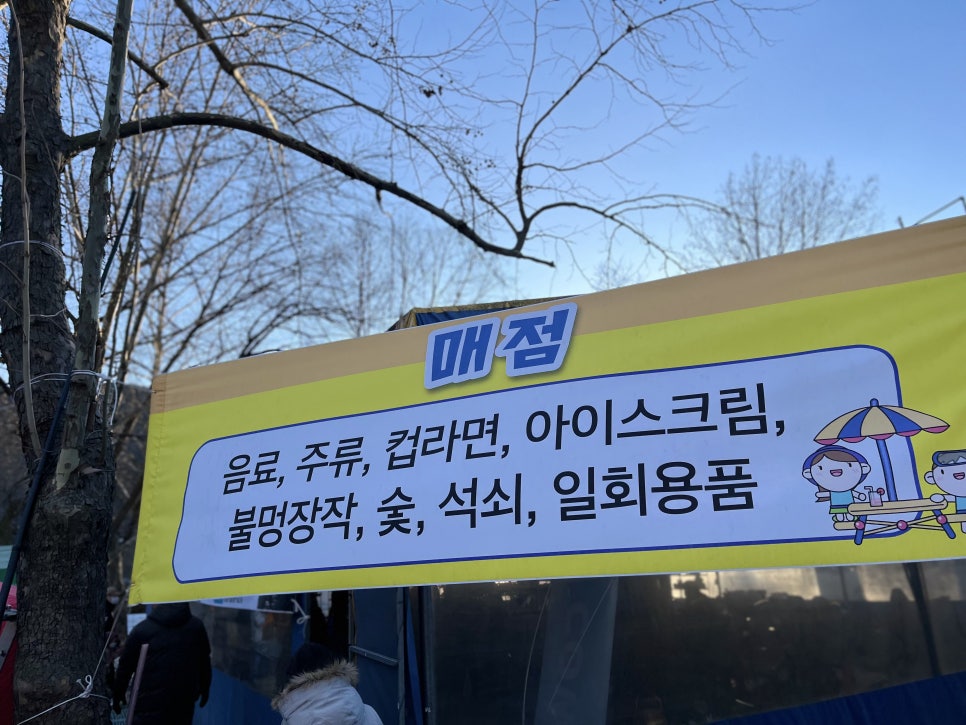 매점
음료, 주류, 컵라면, 아이스크림,
불멍장작, 숯, 석쇠, 일회용품